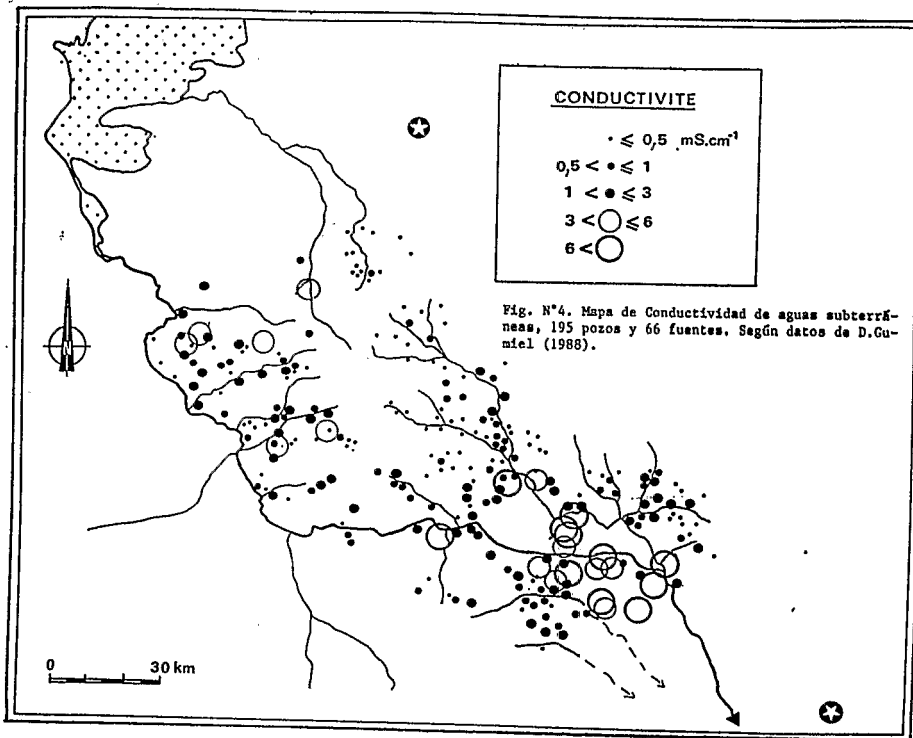 CONDUCTIVITE
• ⩽ 0,5 mS.cm⁻¹
0,5 < • ⩽ 1
1 < ● ⩽ 3
3 < ◯ ⩽ 6
6 < ◯
Fig. N°4. Mapa de Conductividad de aguas subterrá-
neas, 195 pozos y 66 fuentes. Según datos de D.Gu-
miel (1988).
0 30 km